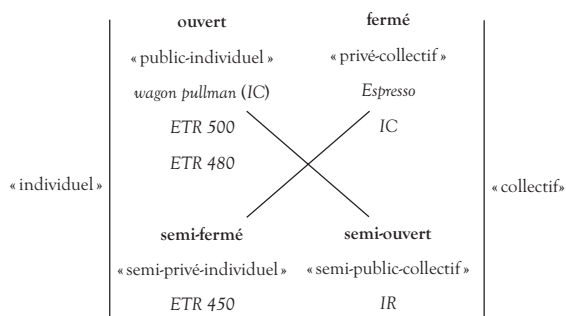 ouvert fermé
« public-individuel » « privé-collectif »
wagon pullman (IC) Espresso
ETR 500 IC
ETR 480
« individuel » « collectif»
semi-fermé semi-ouvert
« semi-privé-individuel » « semi-public-collectif »
ETR 450 IR